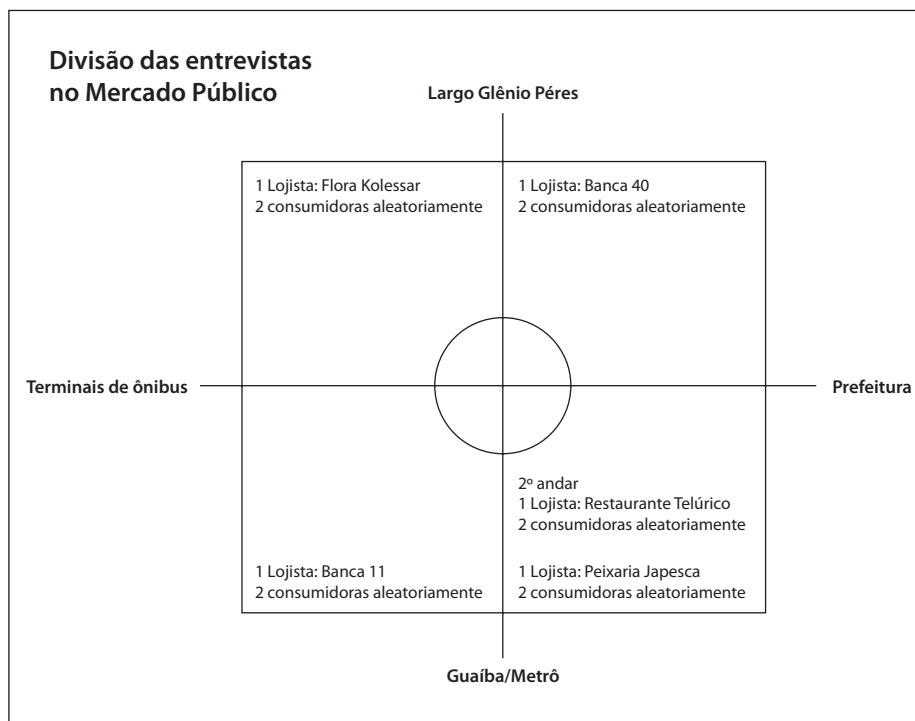 Divisão das entrevistas
no Mercado Público
Largo Glênio Péres
1 Lojista: Flora Kolessar
2 consumidoras aleatoriamente
1 Lojista: Banca 40
2 consumidoras aleatoriamente
Terminais de ônibus
Prefeitura
2º andar
1 Lojista: Restaurante Telúrico
2 consumidoras aleatoriamente
1 Lojista: Banca 11
2 consumidoras aleatoriamente
1 Lojista: Peixaria Japesca
2 consumidoras aleatoriamente
Guaíba/Metrô